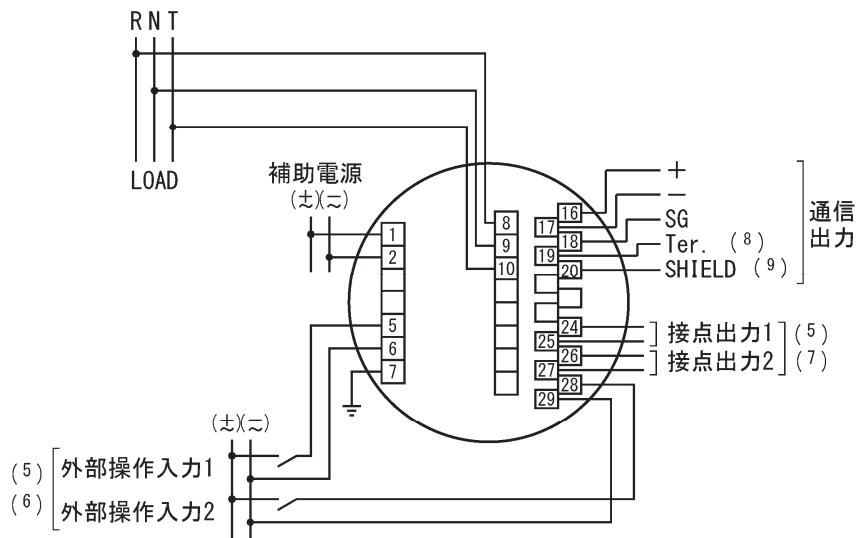 R N T
LOAD
補助電源
(±)(=)
1
2
5
6
7
8
9
10
16
17
18
19
20
24
25
26
27
28
29
+
−
SG
Ter. (8)
SHIELD (9)
通信
出力
接点出力1 (5)
接点出力2 (7)
(±)(=)
(5) 外部操作入力1
(6) 外部操作入力2